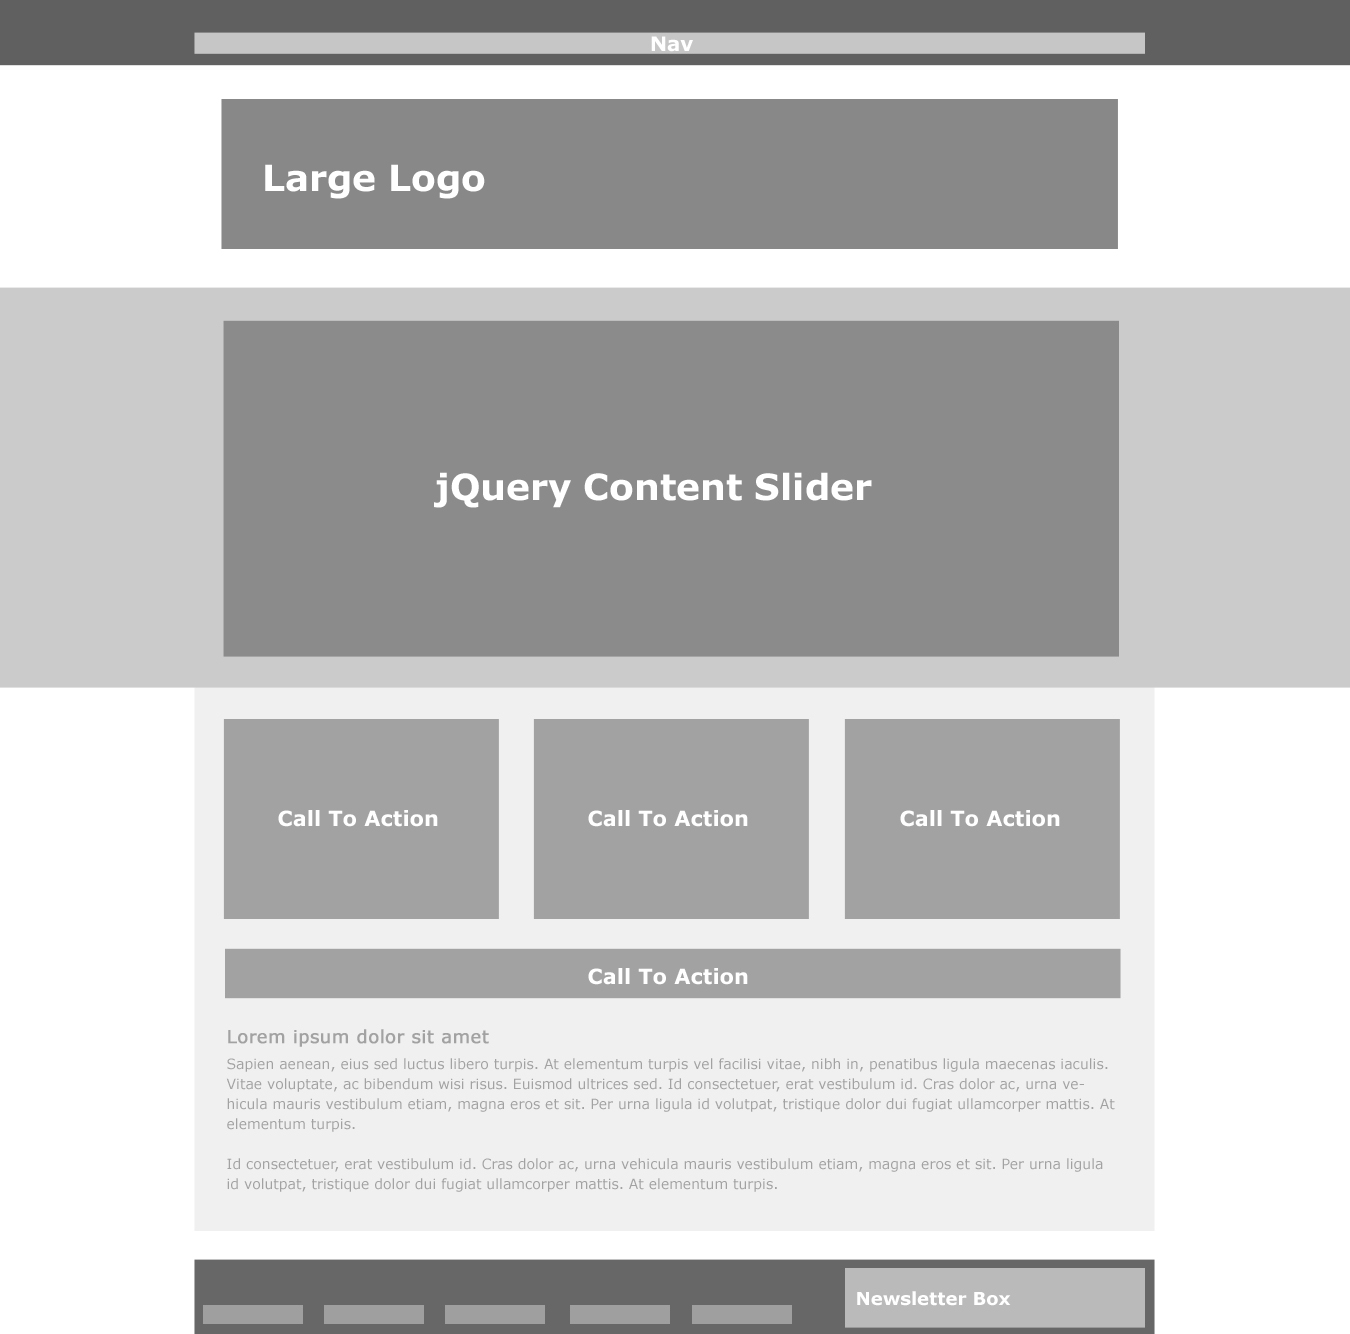 Nav
Large Logo
jQuery Content Slider
Call To Action
Call To Action
Call To Action
Call To Action
Lorem ipsum dolor sit amet
Sapien aenean, eius sed luctus libero turpis. At elementum turpis vel facilisi vitae, nibh in, penatibus ligula maecenas iaculis.
Vitae voluptate, ac bibendum wisi risus. Euismod ultrices sed. Id consectetuer, erat vestibulum id. Cras dolor ac, urna ve-
hicula mauris vestibulum etiam, magna eros et sit. Per urna ligula id volutpat, tristique dolor dui fugiat ullamcorper mattis. At
elementum turpis.
Id consectetuer, erat vestibulum id. Cras dolor ac, urna vehicula mauris vestibulum etiam, magna eros et sit. Per urna ligula
id volutpat, tristique dolor dui fugiat ullamcorper mattis. At elementum turpis.
Newsletter Box